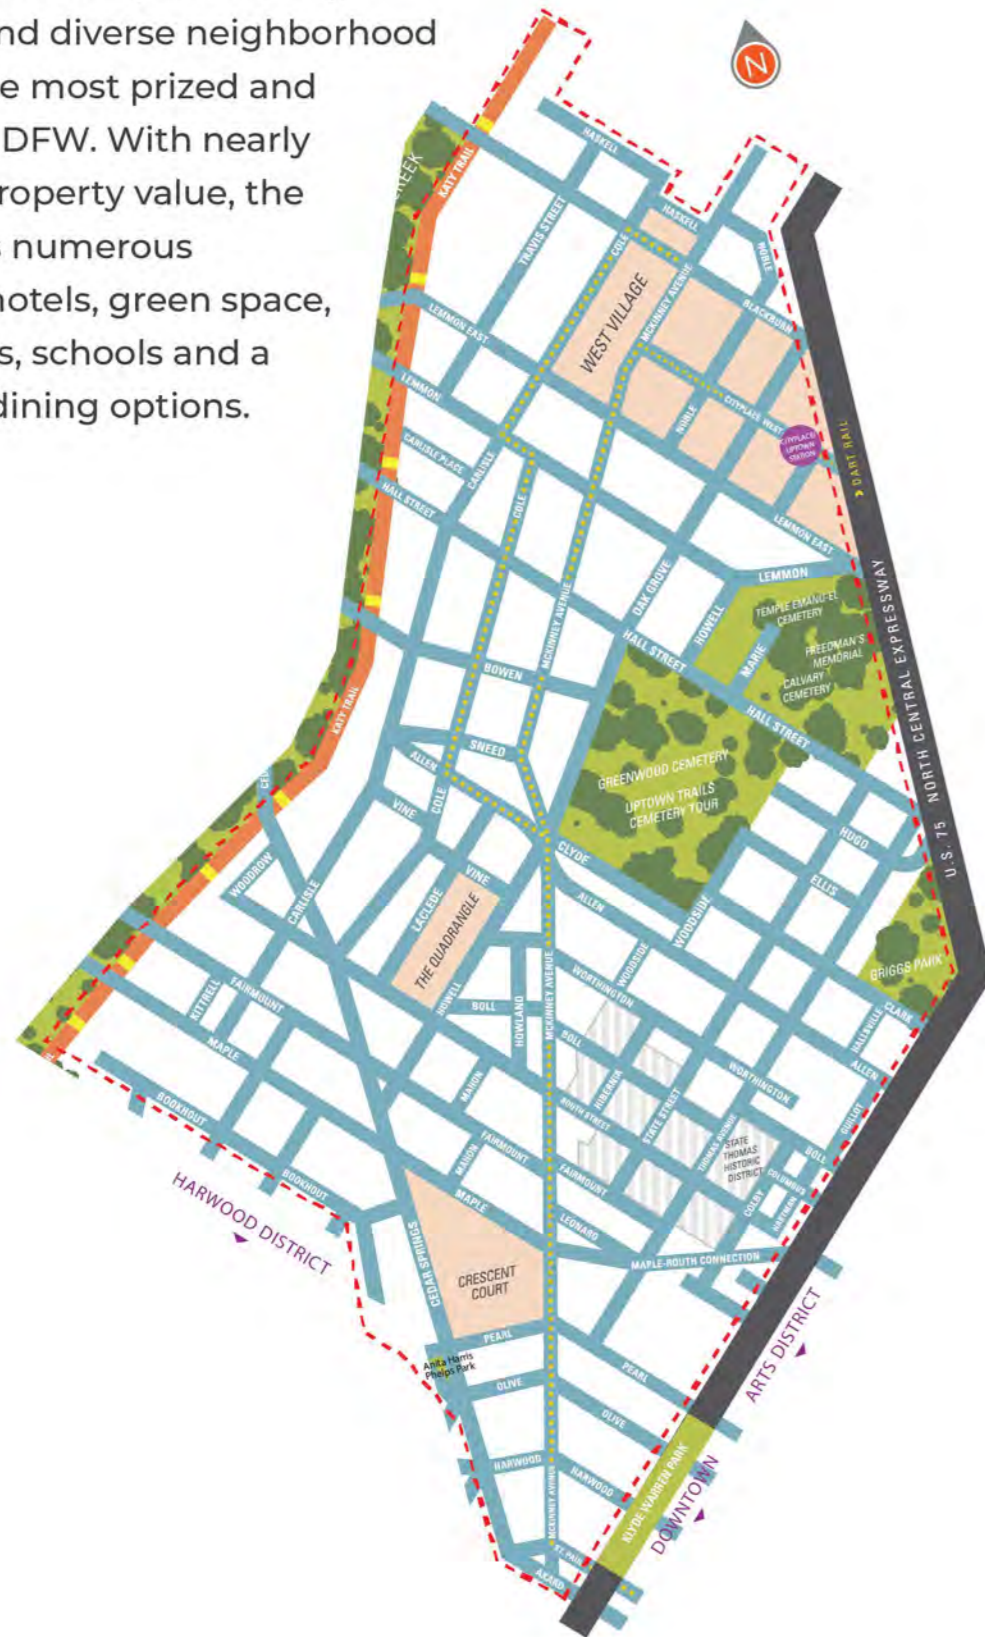 nd diverse neighborhood
e most prized and
DFW. With nearly
roperty value, the
s numerous
hotels, green space,
s, schools and a
dining options.
N
HASKELL
REEK
KATY TRAIL
TRAVIS STREET
COLE
HASKELL
NOBLE
WEST VILLAGE
MCKINNEY AVENUE
BLACKBURN
LEMMON EAST
LEMMON
CARLISLE PLACE
CARLISLE
HALL STREET
COLE
NOBLE
CITYPLACE WEST
CITYPLACE/
UPTOWN
STATION
DART RAIL
LEMMON EAST
LEMMON
OAK GROVE
HOWELL
TEMPLE EMANU-EL
CEMETERY
FREEDMAN'S
MEMORIAL
MARIE
CALVARY
CEMETERY
U.S. 75 NORTH CENTRAL EXPRESSWAY
MCKINNEY AVENUE
HALL STREET
HALL STREET
BOWEN
KATY TRAIL
SNEED
ALLEN
GREENWOOD CEMETERY
UPTOWN TRAILS
CEMETERY TOUR
COLE
VINE
CLYDE
HUGO
ELLIS
WOODROW
CARLISLE
LACLEDE
VINE
THE QUADRANGLE
ALLEN
WOODSIDE
WOODSIDE
GRIGGS PARK
FAIRMOUNT
KITTRELL
HOWELL
BOLL
HOWLAND
MCKINNEY AVENUE
WORTHINGTON
CLARK
HALLSVILLE
ALLEN
MAPLE
BOLL
HIBERNIA
WORTHINGTON
MAHON
ROUTH STREET
STATE STREET
THOMAS AVENUE
GUILLOT
BOOKHOUT
FAIRMOUNT
MAHON
FAIRMOUNT
STATE
THOMAS
HISTORIC
DISTRICT
BOLL
COLUMBUS
COLBY
HARTMAN
BOOKHOUT
MAPLE
LEONARD
MAPLE-ROUTH CONNECTION
HARWOOD DISTRICT
CEDAR SPRINGS
CRESCENT
COURT
PEARL
Anita Harris
Phelps Park
PEARL
ARTS DISTRICT
OLIVE
OLIVE
HARWOOD
HARWOOD
MCKINNEY AVENUE
KLYDE WARREN PARK
DOWNTOWN
ST. PAUL
AKARD